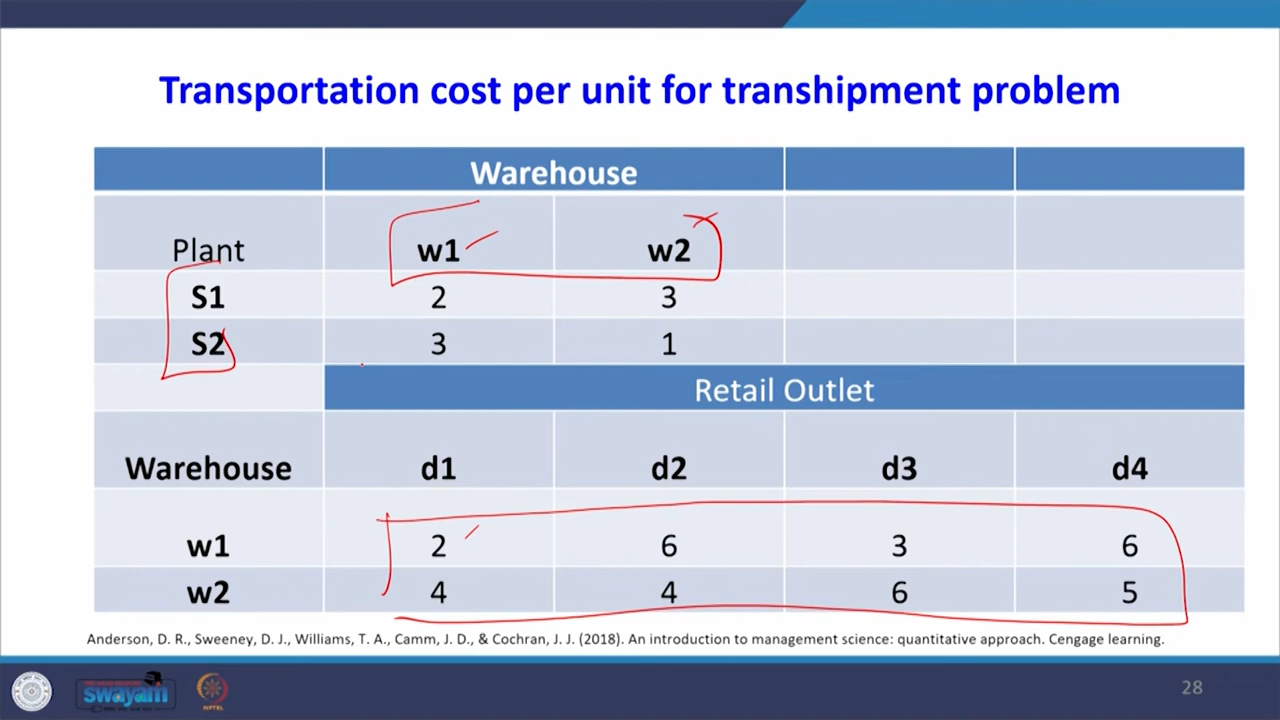 Transportation cost per unit for transhipment problem
Warehouse
Plant w1 w2
S1 2 3
S2 3 1
Retail Outlet
Warehouse d1 d2 d3 d4
w1 2 6 3 6
w2 4 4 6 5
Anderson, D. R., Sweeney, D. J., Williams, T. A., Camm, J. D., & Cochran, J. J. (2018). An introduction to management science: quantitative approach. Cengage learning.
swayam
NPTEL
28